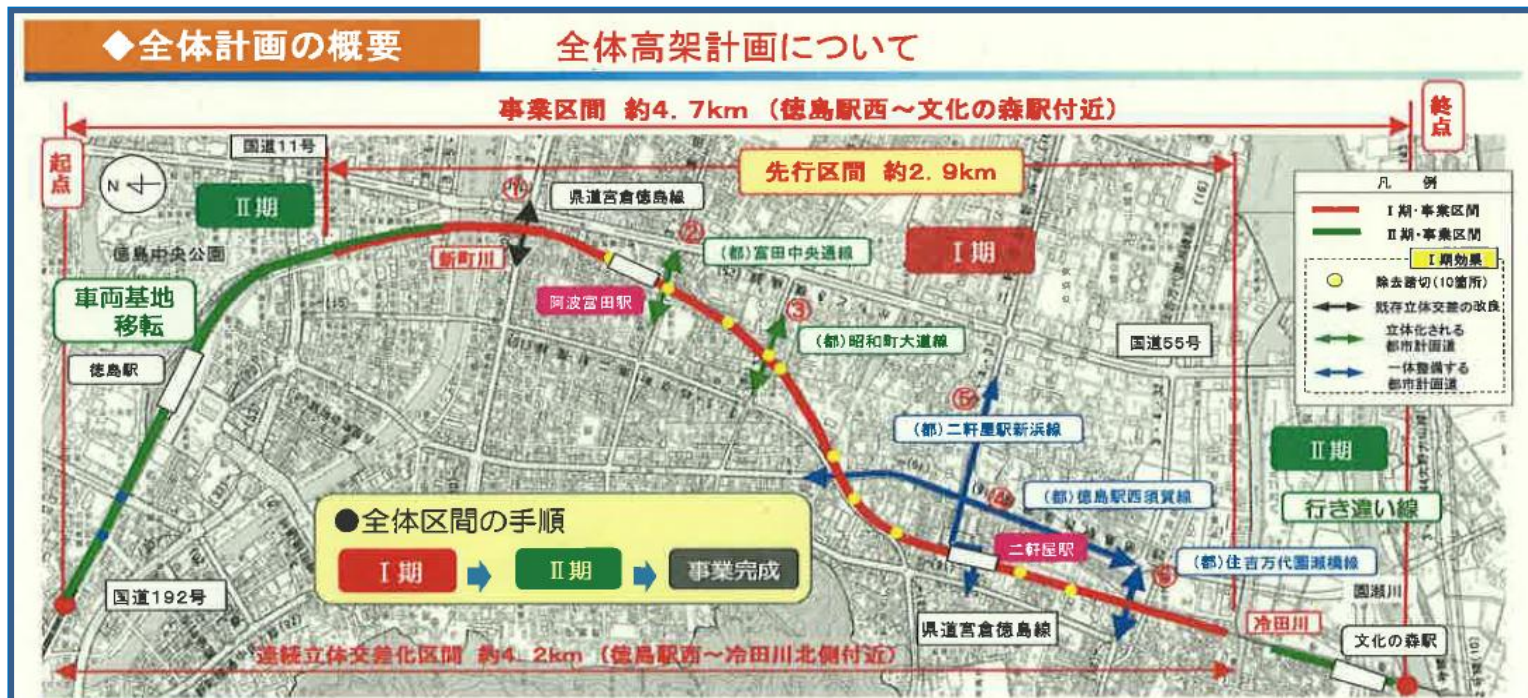 ◆全体計画の概要
全体高架計画について
事業区間 約4.7km (徳島駅西～文化の森駅付近)
起点
終点
国道11号
先行区間 約2.9km
N
Ⅱ期
①
県道宮倉徳島線
②
(都)富田中央通線
Ⅰ期
凡 例
Ⅰ期・事業区間
Ⅱ期・事業区間
Ⅰ期効果
除去踏切(10箇所)
既存立体交差の改良
立体化される
都市計画道
一体整備する
都市計画道
徳島中央公園
新町川
車両基地
移転
阿波富田駅
③
(都)昭和町大道線
国道55号
徳島駅
⑤
(都)二軒屋駅新浜線
Ⅱ期
④
(都)徳島駅西須賀線
行き違い線
●全体区間の手順
Ⅰ期
Ⅱ期
事業完成
二軒屋駅
(都)住吉万代園瀬橋線
国道192号
園瀬川
冷田川
県道宮倉徳島線
文化の森駅
連続立体交差化区間 約4.2km (徳島駅西～冷田川北側付近)